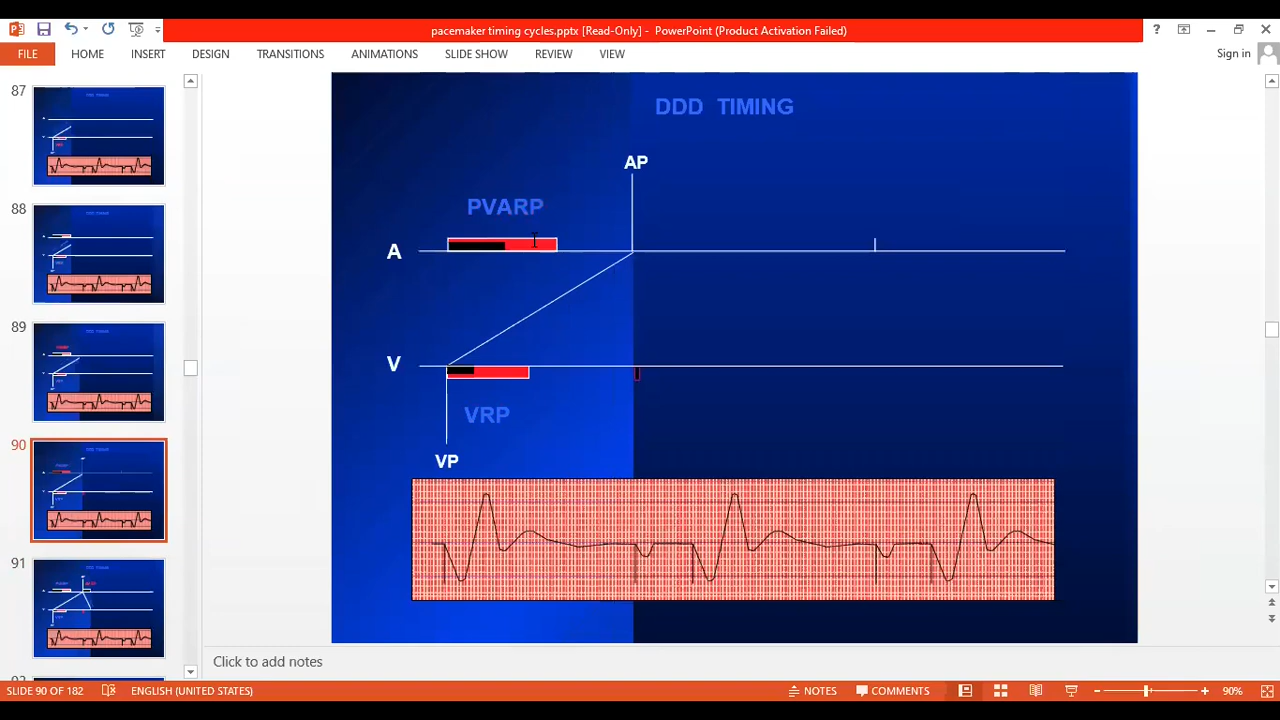 pacemaker timing cycles.pptx [Read-Only] - PowerPoint (Product Activation Failed)
?
FILE HOME INSERT DESIGN TRANSITIONS ANIMATIONS SLIDE SHOW REVIEW VIEW Sign in
87
88
89
90
91
DDD TIMING
AP
PVARP
A
V
VRP
VP
Click to add notes
SLIDE 90 OF 182 ENGLISH (UNITED STATES) NOTES COMMENTS 90%